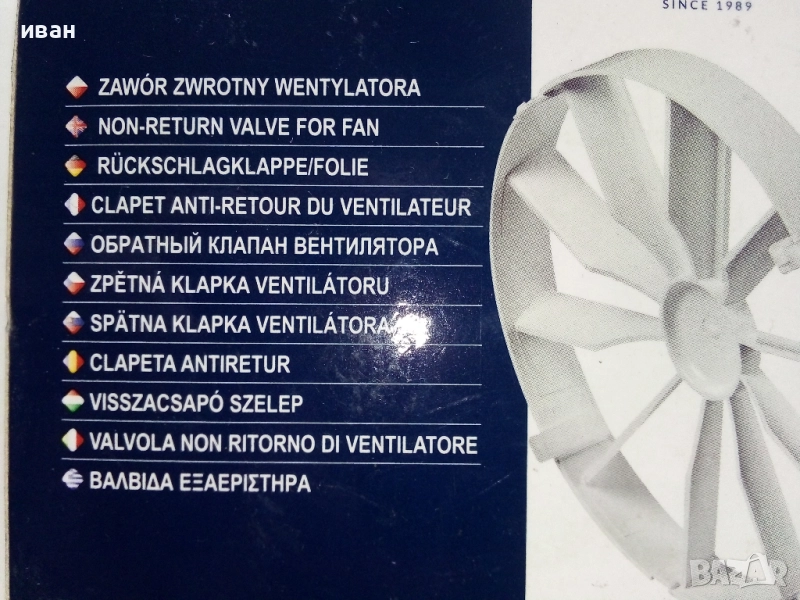 иван
SINCE 1989
ZAWÓR ZWROTNY WENTYLATORA
NON-RETURN VALVE FOR FAN
RÜCKSCHLAGKLAPPE/FOLIE
CLAPET ANTI-RETOUR DU VENTILATEUR
ОБРАТНЫЙ КЛАПАН ВЕНТИЛЯТОРА
ZPĚTNÁ KLAPKA VENTILÁTORU
SPÄTNA KLAPKA VENTILÁTORA
CLAPETA ANTIRETUR
VISSZACSAPÓ SZELEP
VALVOLA NON RITORNO DI VENTILATORE
ΒΑΛΒΙΔΑ ΕΞΑΕΡΙΣΤΗΡΑ
BAZAR